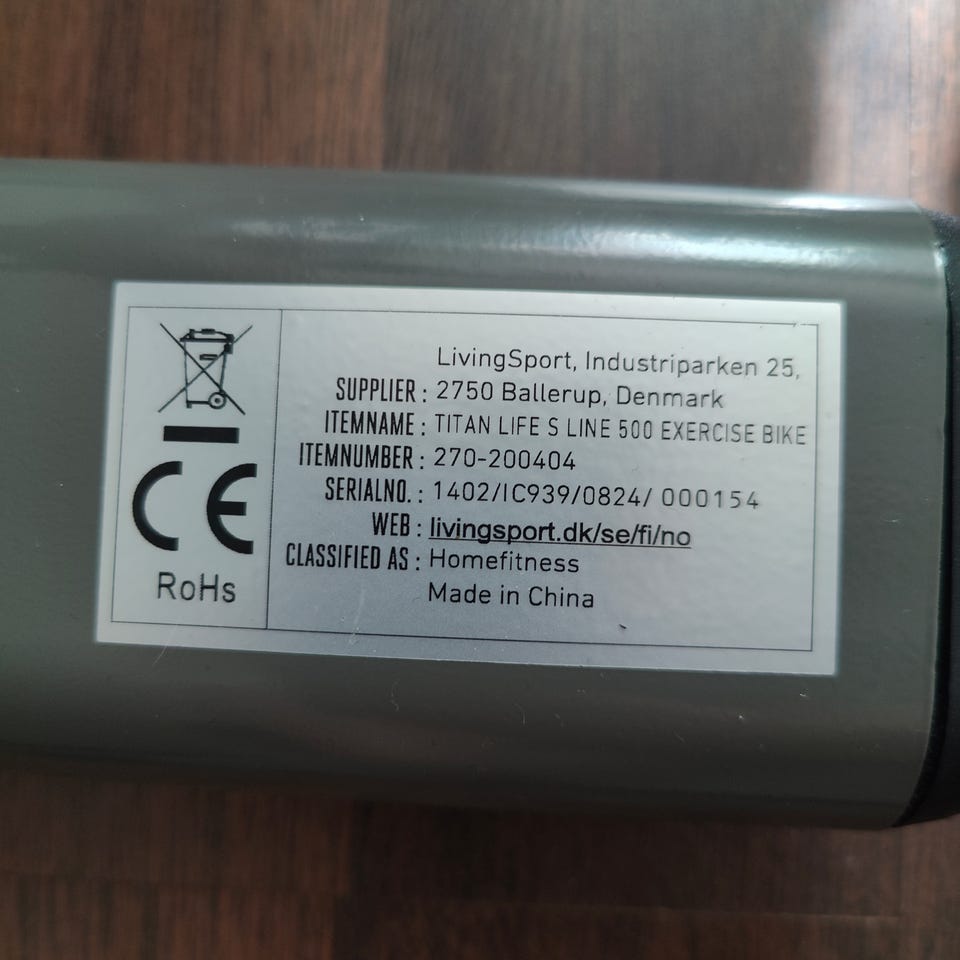 LivingSport, Industriparken 25,
SUPPLIER : 2750 Ballerup, Denmark
ITEMNAME : TITAN LIFE S LINE 500 EXERCISE BIKE
ITEMNUMBER : 270-200404
SERIALNO. : 1402/IC939/0824/ 000154
WEB : livingsport.dk/se/fi/no
CLASSIFIED AS : Homefitness
Made in China
CE
RoHs